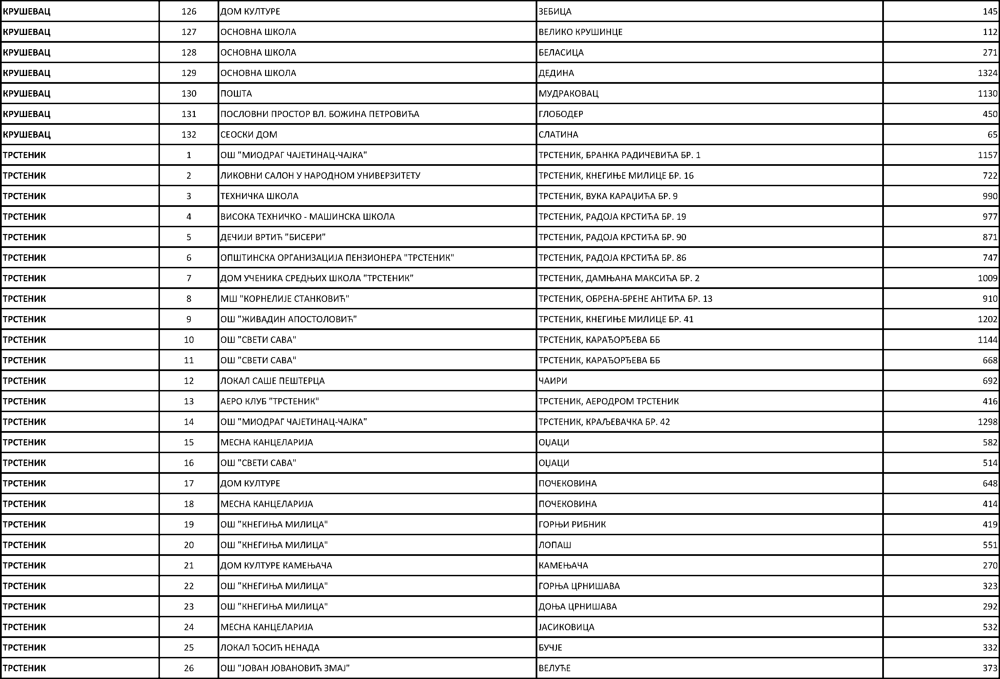 КРУШЕВАЦ 126 ДОМ КУЛТУРЕ ЗЕБИЦА 145
КРУШЕВАЦ 127 ОСНОВНА ШКОЛА ВЕЛИКО КРУШИНЦЕ 112
КРУШЕВАЦ 128 ОСНОВНА ШКОЛА БЕЛАСИЦА 271
КРУШЕВАЦ 129 ОСНОВНА ШКОЛА ДЕДИНА 1324
КРУШЕВАЦ 130 ПОШТА МУДРАКОВАЦ 1130
КРУШЕВАЦ 131 ПОСЛОВНИ ПРОСТОР ВЛ. БОЖИНА ПЕТРОВИЋА ГЛОБОДЕР 450
КРУШЕВАЦ 132 СЕОСКИ ДОМ СЛАТИНА 65
ТРСТЕНИК 1 ОШ "МИОДРАГ ЧАЈЕТИНАЦ-ЧАЈКА" ТРСТЕНИК, БРАНКА РАДИЧЕВИЋА БР. 1 1157
ТРСТЕНИК 2 ЛИКОВНИ САЛОН У НАРОДНОМ УНИВЕРЗИТЕТУ ТРСТЕНИК, КНЕГИЊЕ МИЛИЦЕ БР. 16 722
ТРСТЕНИК 3 ТЕХНИЧКА ШКОЛА ТРСТЕНИК, ВУКА КАРАЏИЋА БР. 9 990
ТРСТЕНИК 4 ВИСОКА ТЕХНИЧКО - МАШИНСКА ШКОЛА ТРСТЕНИК, РАДОЈА КРСТИЋА БР. 19 977
ТРСТЕНИК 5 ДЕЧИЈИ ВРТИЋ "БИСЕРИ" ТРСТЕНИК, РАДОЈА КРСТИЋА БР. 90 871
ТРСТЕНИК 6 ОПШТИНСКА ОРГАНИЗАЦИЈА ПЕНЗИОНЕРА "ТРСТЕНИК" ТРСТЕНИК, РАДОЈА КРСТИЋА БР. 86 747
ТРСТЕНИК 7 ДОМ УЧЕНИКА СРЕДЊИХ ШКОЛА "ТРСТЕНИК" ТРСТЕНИК, ДАМЊАНА МАКСИЋА БР. 2 1009
ТРСТЕНИК 8 МШ "КОРНЕЛИЈЕ СТАНКОВИЋ" ТРСТЕНИК, ОБРЕНА-БРЕНЕ АНТИЋА БР. 13 910
ТРСТЕНИК 9 ОШ "ЖИВАДИН АПОСТОЛОВИЋ" ТРСТЕНИК, КНЕГИЊЕ МИЛИЦЕ БР. 41 1202
ТРСТЕНИК 10 ОШ "СВЕТИ САВА" ТРСТЕНИК, КАРАЂОРЂЕВА ББ 1144
ТРСТЕНИК 11 ОШ "СВЕТИ САВА" ТРСТЕНИК, КАРАЂОРЂЕВА ББ 668
ТРСТЕНИК 12 ЛОКАЛ САШЕ ПЕШТЕРЦА ЧАИРИ 692
ТРСТЕНИК 13 АЕРО КЛУБ "ТРСТЕНИК" ТРСТЕНИК, АЕРОДРОМ ТРСТЕНИК 416
ТРСТЕНИК 14 ОШ "МИОДРАГ ЧАЈЕТИНАЦ-ЧАЈКА" ТРСТЕНИК, КРАЉЕВАЧКА БР. 42 1298
ТРСТЕНИК 15 МЕСНА КАНЦЕЛАРИЈА ОЏАЦИ 582
ТРСТЕНИК 16 ОШ "СВЕТИ САВА" ОЏАЦИ 514
ТРСТЕНИК 17 ДОМ КУЛТУРЕ ПОЧЕКОВИНА 648
ТРСТЕНИК 18 МЕСНА КАНЦЕЛАРИЈА ПОЧЕКОВИНА 414
ТРСТЕНИК 19 ОШ "КНЕГИЊА МИЛИЦА" ГОРЊИ РИБНИК 419
ТРСТЕНИК 20 ОШ "КНЕГИЊА МИЛИЦА" ЛОПАШ 551
ТРСТЕНИК 21 ДОМ КУЛТУРЕ КАМЕЊАЧА КАМЕЊАЧА 270
ТРСТЕНИК 22 ОШ "КНЕГИЊА МИЛИЦА" ГОРЊА ЦРНИШАВА 323
ТРСТЕНИК 23 ОШ "КНЕГИЊА МИЛИЦА" ДОЊА ЦРНИШАВА 292
ТРСТЕНИК 24 МЕСНА КАНЦЕЛАРИЈА ЈАСИКОВИЦА 532
ТРСТЕНИК 25 ЛОКАЛ ЋОСИЋ НЕНАДА БУЧЈЕ 332
ТРСТЕНИК 26 ОШ "ЈОВАН ЈОВАНОВИЋ ЗМАЈ" ВЕЛУЋЕ 373